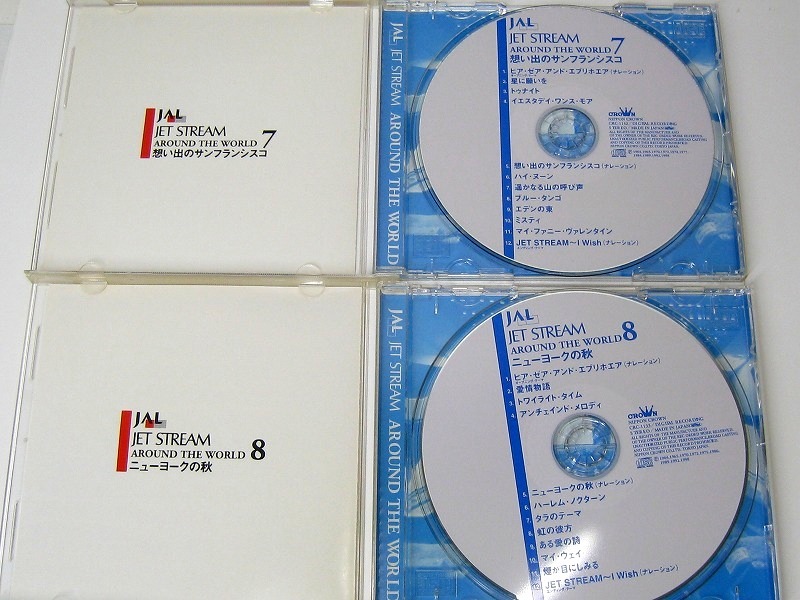 JAL
JET STREAM
AROUND THE WORLD 7
想い出のサンフランシスコ
JAL JET STREAM AROUND THE WORLD
JAL
JET STREAM
AROUND THE WORLD 7
想い出のサンフランシスコ
1. ヒア・ゼア・アンド・エブリホエア(ナレーション)
2. 星に願いを
3. トゥナイト
4. イエスタデイ・ワンス・モア
CROWN
NIPPON CROWN
5. 想い出のサンフランシスコ(ナレーション)
6. ハイ・ヌーン
7. 遥かなる山の呼び声
8. ブルー・タンゴ
9. エデンの東
10. ミスティ
11. マイ・ファニー・ヴァレンタイン
12. JET STREAM～I Wish(ナレーション)
JAL
JET STREAM
AROUND THE WORLD 8
ニューヨークの秋
JAL JET STREAM AROUND THE WORLD
JAL
JET STREAM
AROUND THE WORLD 8
ニューヨークの秋
1. ヒア・ゼア・アンド・エブリホエア(ナレーション)
2. 愛情物語
3. トワイライト・タイム
4. アンチェインド・メロディ
CROWN
NIPPON CROWN
5. ニューヨークの秋(ナレーション)
6. ハーレム・ノクターン
7. タラのテーマ
8. 虹の彼方
9. ある愛の詩
10. マイ・ウェイ
11. 煙が目にしみる
12. JET STREAM～I Wish(ナレーション)